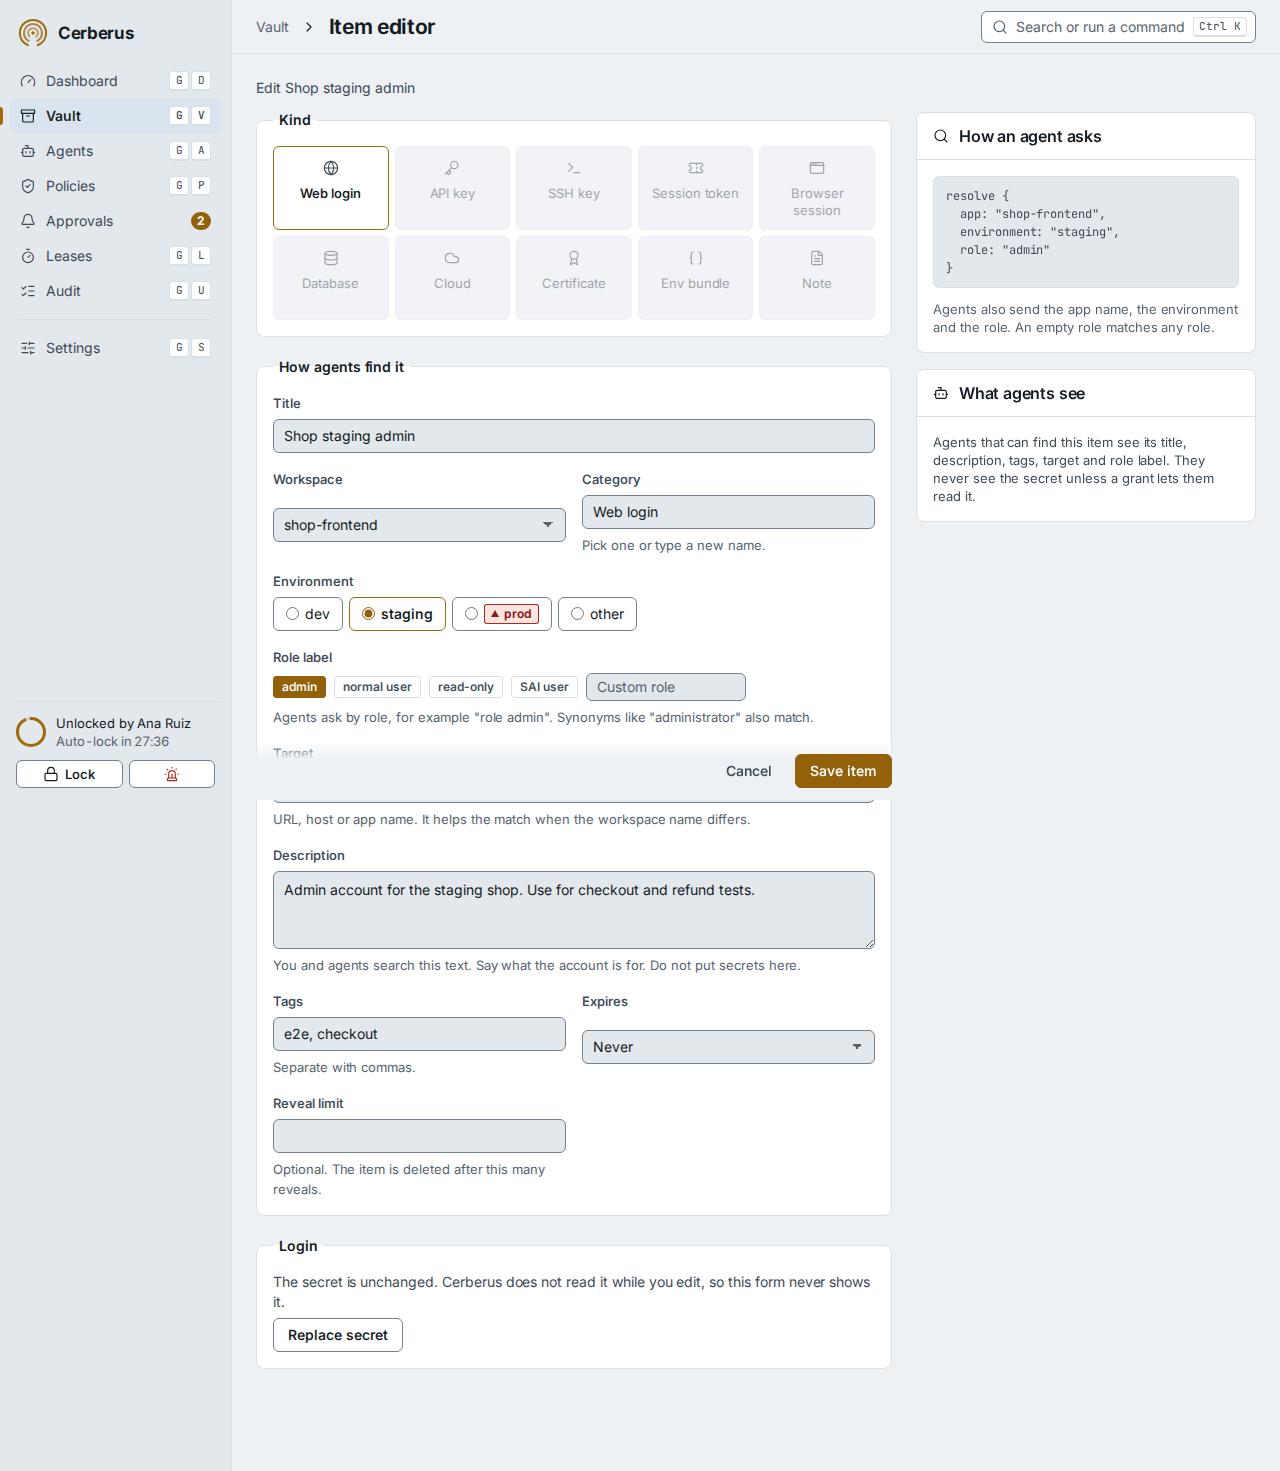 Cerberus
Vault
Item editor
Search or run a command
Ctrl K
Dashboard
G D
Vault
G V
Agents
G A
Policies
G P
Approvals
2
Leases
G L
Audit
G U
Settings
G S
Unlocked by Ana Ruiz
Auto-lock in 27:36
Lock
Edit Shop staging admin
Kind
Web login
API key
SSH key
Session token
Browser
session
Database
Cloud
Certificate
Env bundle
Note
How agents find it
Title
Shop staging admin
Workspace
shop-frontend
Category
Web login
Pick one or type a new name.
Environment
dev
staging
prod
other
Role label
admin
normal user
read-only
SAI user
Custom role
Agents ask by role, for example "role admin". Synonyms like "administrator" also match.
Target
Cancel
Save item
URL, host or app name. It helps the match when the workspace name differs.
Description
Admin account for the staging shop. Use for checkout and refund tests.
You and agents search this text. Say what the account is for. Do not put secrets here.
Tags
e2e, checkout
Separate with commas.
Expires
Never
Reveal limit
Optional. The item is deleted after this many
reveals.
Login
The secret is unchanged. Cerberus does not read it while you edit, so this form never shows
it.
Replace secret
How an agent asks
resolve {
app: "shop-frontend",
environment: "staging",
role: "admin"
}
Agents also send the app name, the environment
and the role. An empty role matches any role.
What agents see
Agents that can find this item see its title,
description, tags, target and role label. They
never see the secret unless a grant lets them
read it.